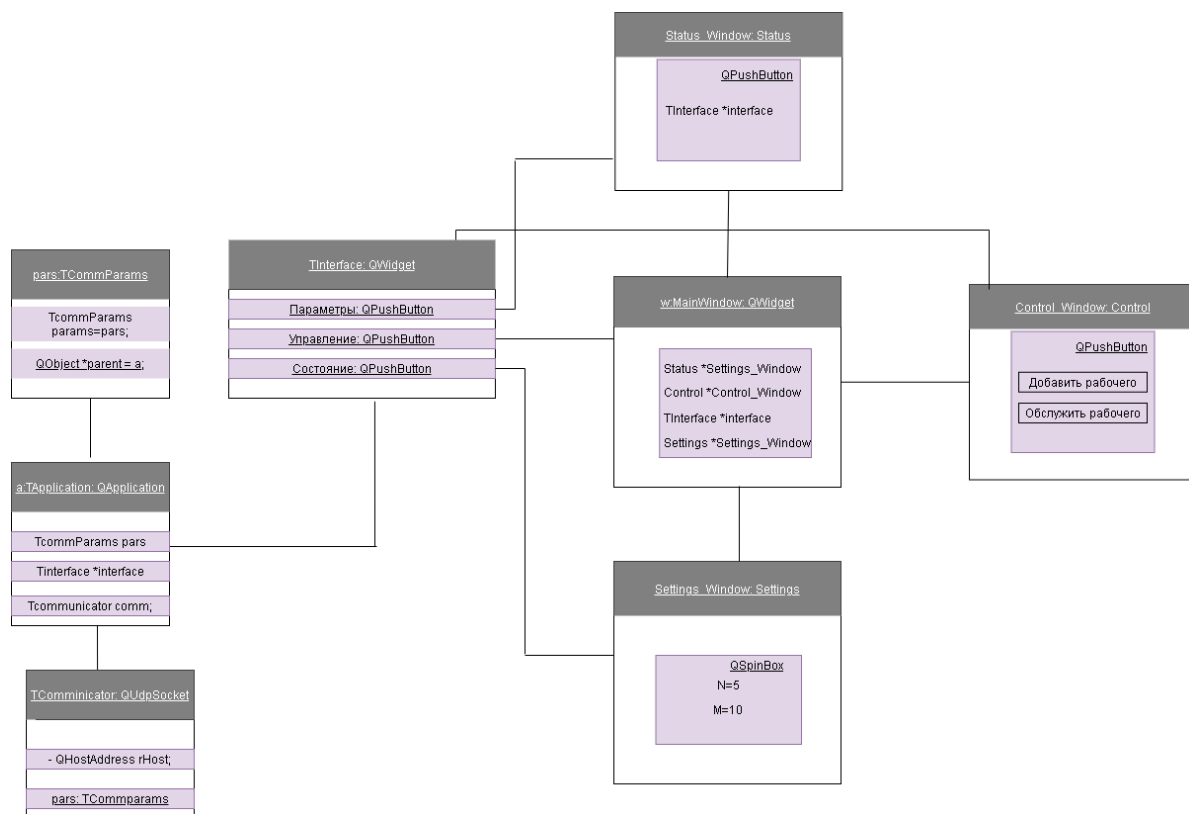 Status_Window: Status
QPushButton
TInterface *interface
pars:TCommParams
TcommParams
params=pars;
QObject *parent = a;
TInterface: QWidget
Параметры: QPushButton
Управление: QPushButton
Состояние: QPushButton
w:MainWindow: QWidget
Status *Settings_Window
Control *Control_Window
TInterface *interface
Settings *Settings_Window
Control_Window: Control
QPushButton
Добавить рабочего
Обслужить рабочего
a:TApplication: QApplication
TcommParams pars
Tinterface *interface
Tcommunicator comm;
Settings_Window: Settings
QSpinBox
N=5
M=10
TComminicator: QUdpSocket
- QHostAddress rHost;
pars: TCommparams